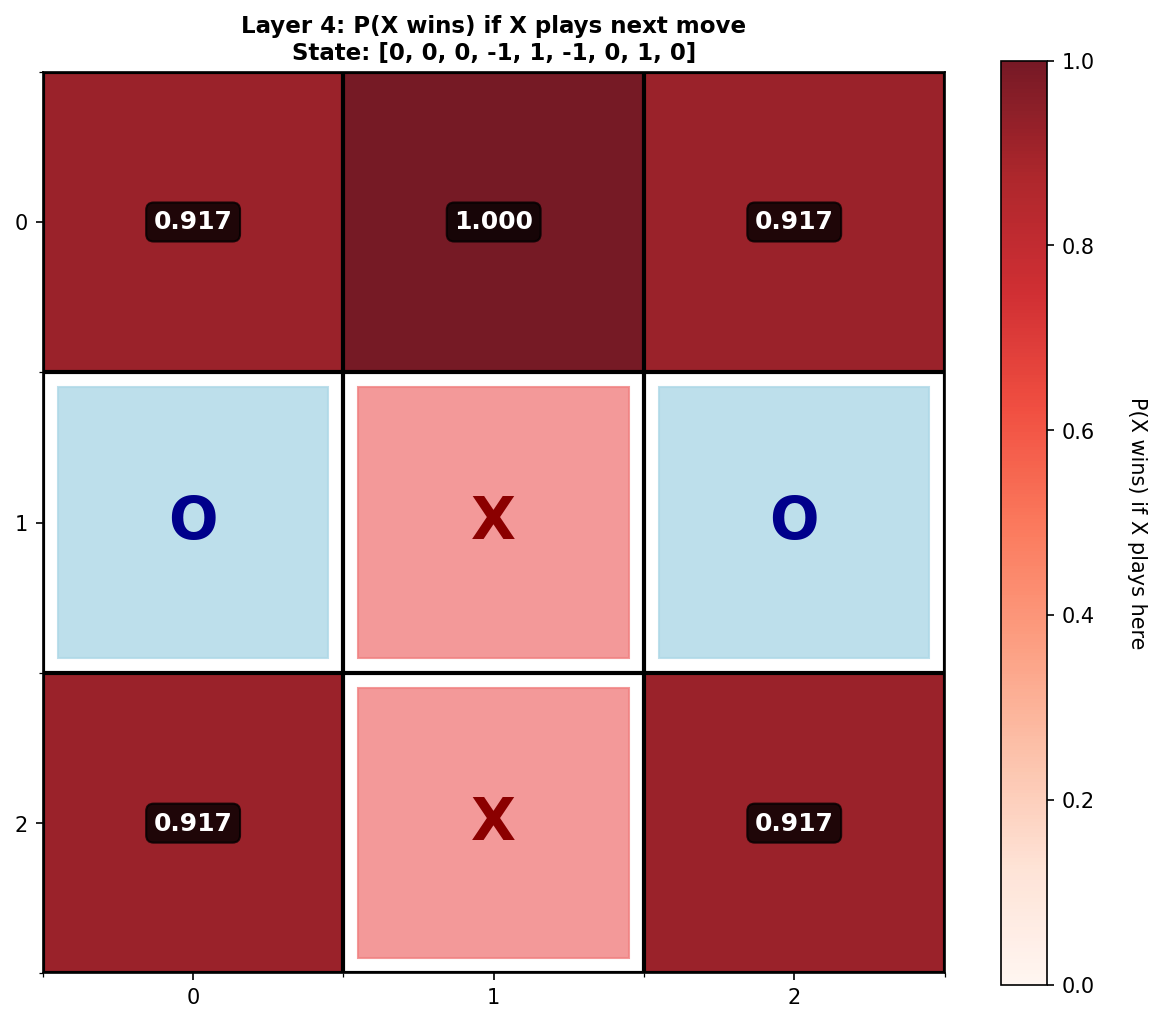 Layer 4: P(X wins) if X plays next move
State: [0, 0, 0, -1, 1, -1, 0, 1, 0]
0.917 1.000 0.917
O X O
0.917 X 0.917
0
1
2
0 1 2
1.0
0.8
0.6
0.4
0.2
0.0
P(X wins) if X plays here